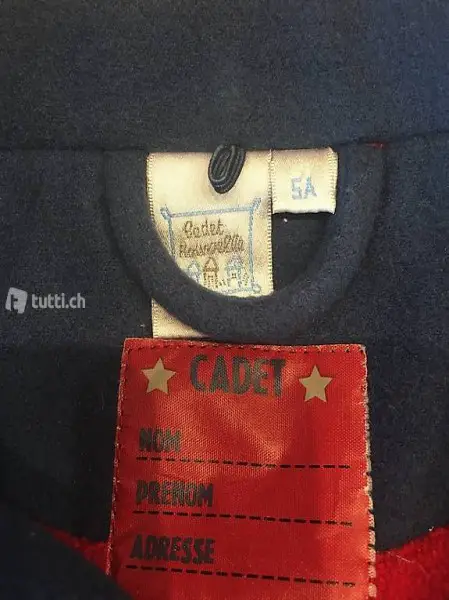 5A
Cadet
Rousselle
tutti.ch
CADET
NOM
PRENOM
ADRESSE